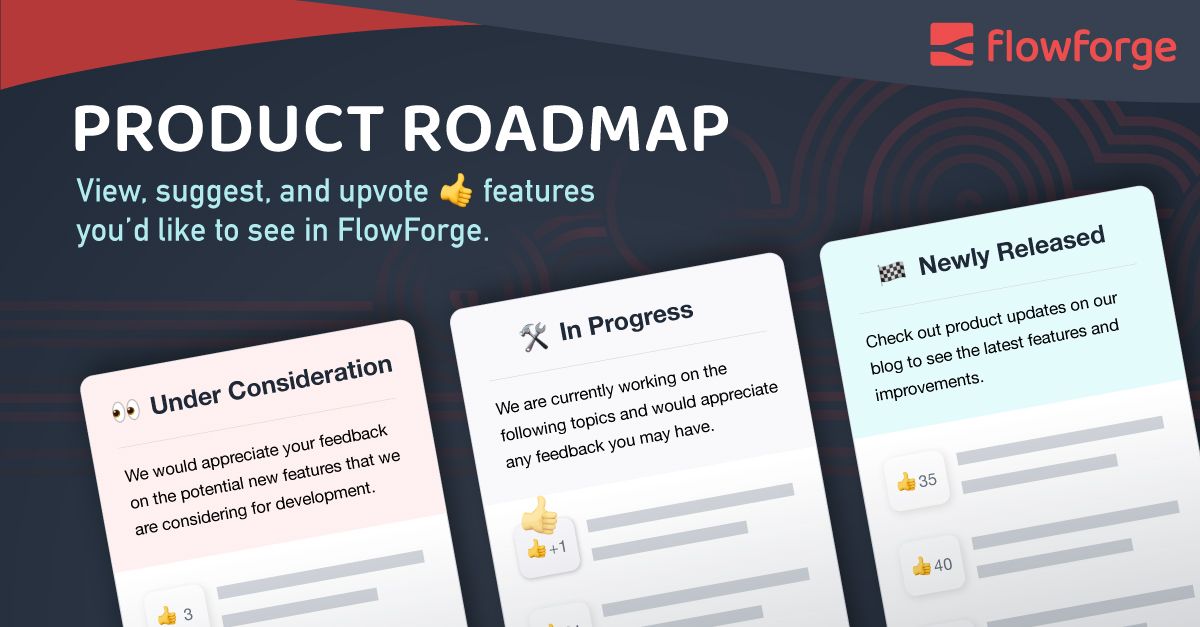 flowforge
PRODUCT ROADMAP
View, suggest, and upvote 👍 features
you'd like to see in FlowForge.
👀 Under Consideration
We would appreciate your feedback
on the potential new features that we
are considering for development.
👍 3
🛠️ In Progress
We are currently working on the
following topics and would appreciate
any feedback you may have.
👍+1
🏁 Newly Released
Check out product updates on our
blog to see the latest features and
improvements.
👍35
👍40